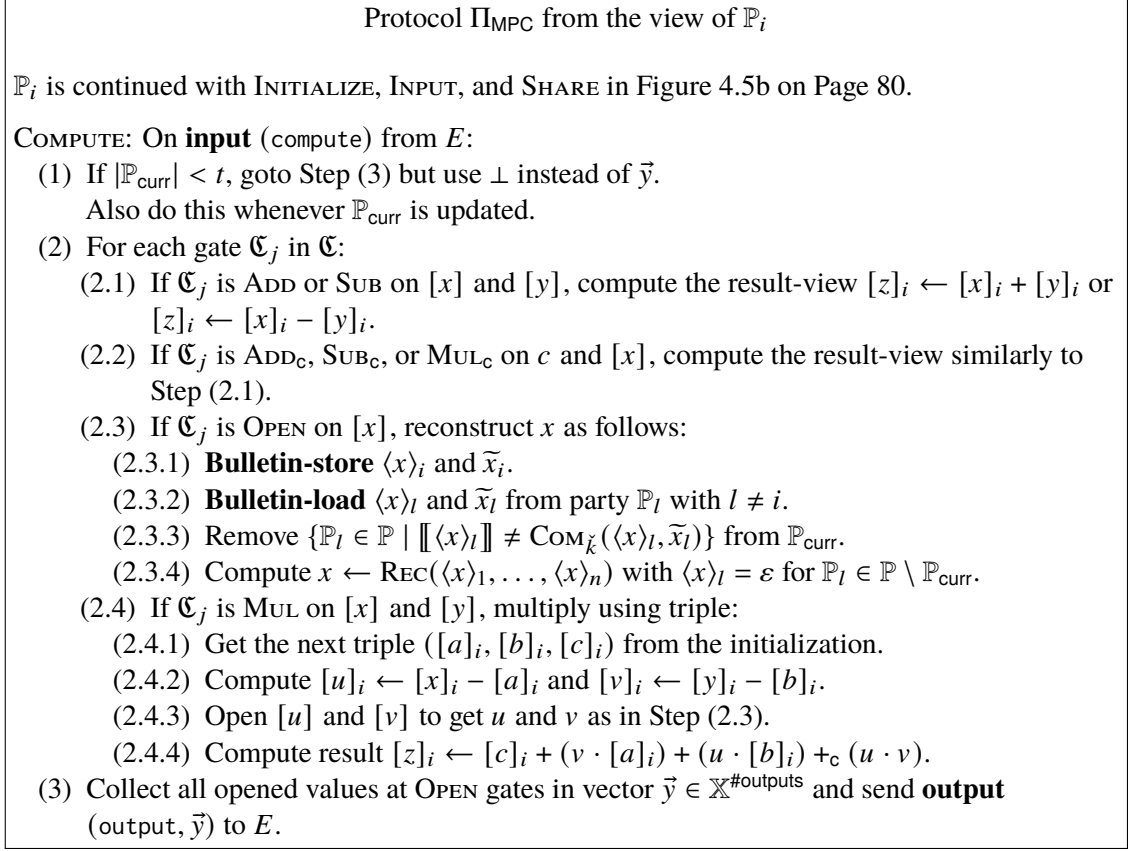 Protocol Π_MPC from the view of ℙ_i
ℙ_i is continued with Initialize, Input, and Share in Figure 4.5b on Page 80.
Compute: On input (compute) from E:
(1) If |ℙ_curr| < t, goto Step (3) but use ⊥ instead of y⃗.
Also do this whenever ℙ_curr is updated.
(2) For each gate ℭ_j in ℭ:
(2.1) If ℭ_j is Add or Sub on [x] and [y], compute the result-view [z]_i ← [x]_i + [y]_i or
[z]_i ← [x]_i − [y]_i.
(2.2) If ℭ_j is Add_c, Sub_c, or Mul_c on c and [x], compute the result-view similarly to
Step (2.1).
(2.3) If ℭ_j is Open on [x], reconstruct x as follows:
(2.3.1) Bulletin-store ⟨x⟩_i and x̃_i.
(2.3.2) Bulletin-load ⟨x⟩_l and x̃_l from party ℙ_l with l ≠ i.
(2.3.3) Remove {ℙ_l ∈ ℙ | ⟦⟨x⟩_l⟧ ≠ Com_ǩ(⟨x⟩_l, x̃_l)} from ℙ_curr.
(2.3.4) Compute x ← Rec(⟨x⟩_1, . . . , ⟨x⟩_n) with ⟨x⟩_l = ε for ℙ_l ∈ ℙ \ ℙ_curr.
(2.4) If ℭ_j is Mul on [x] and [y], multiply using triple:
(2.4.1) Get the next triple ([a]_i, [b]_i, [c]_i) from the initialization.
(2.4.2) Compute [u]_i ← [x]_i − [a]_i and [v]_i ← [y]_i − [b]_i.
(2.4.3) Open [u] and [v] to get u and v as in Step (2.3).
(2.4.4) Compute result [z]_i ← [c]_i + (v · [a]_i) + (u · [b]_i) +_c (u · v).
(3) Collect all opened values at Open gates in vector y⃗ ∈ 𝕏^#outputs and send output
(output, y⃗) to E.